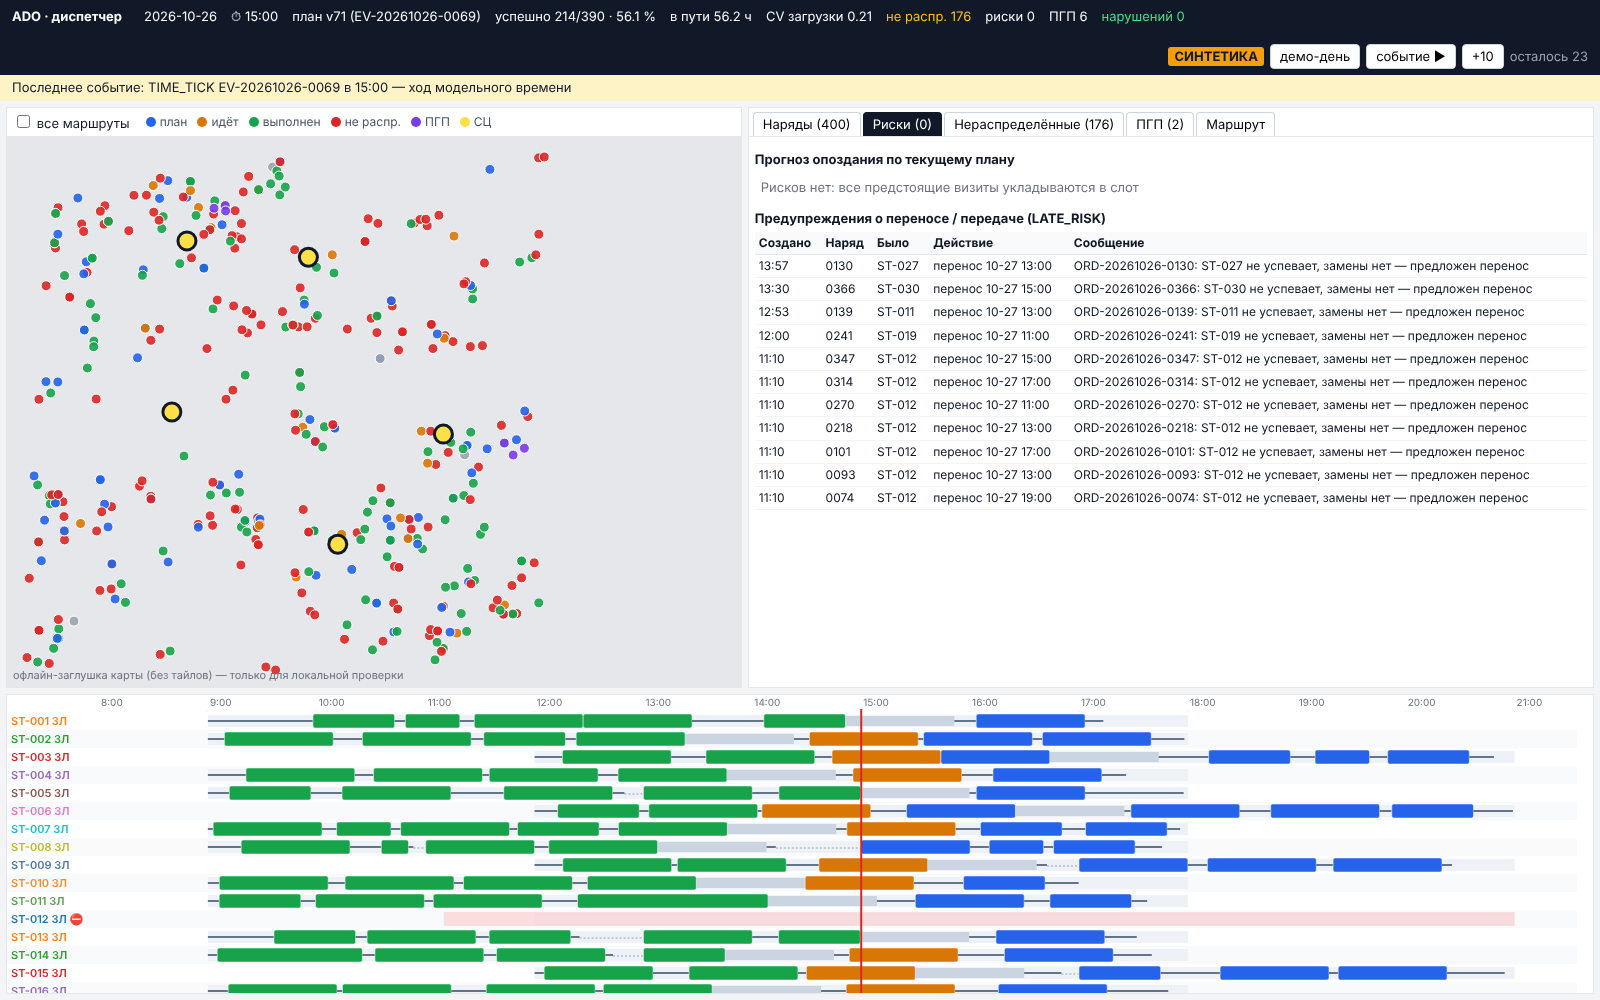 ADO · диспетчер 2026-10-26 ⏱ 15:00 план v71 (EV-20261026-0069) успешно 214/390 · 56.1 % в пути 56.2 ч CV загрузки 0.21 не распр. 176 риски 0 ПГП 6 нарушений 0
СИНТЕТИКА демо-день событие ▶ +10 осталось 23
Последнее событие: TIME_TICK EV-20261026-0069 в 15:00 — ход модельного времени
все маршруты план идёт выполнен не распр. ПГП СЦ
офлайн-заглушка карты (без тайлов) — только для локальной проверки
Наряды (400) Риски (0) Нераспределённые (176) ПГП (2) Маршрут
Прогноз опоздания по текущему плану
Рисков нет: все предстоящие визиты укладываются в слот
Предупреждения о переносе / передаче (LATE_RISK)
Создано Наряд Было Действие Сообщение
13:57 0130 ST-027 перенос 10-27 13:00 ORD-20261026-0130: ST-027 не успевает, замены нет — предложен перенос
13:30 0366 ST-030 перенос 10-27 15:00 ORD-20261026-0366: ST-030 не успевает, замены нет — предложен перенос
12:53 0139 ST-011 перенос 10-27 13:00 ORD-20261026-0139: ST-011 не успевает, замены нет — предложен перенос
12:00 0241 ST-019 перенос 10-27 11:00 ORD-20261026-0241: ST-019 не успевает, замены нет — предложен перенос
11:10 0347 ST-012 перенос 10-27 15:00 ORD-20261026-0347: ST-012 не успевает, замены нет — предложен перенос
11:10 0314 ST-012 перенос 10-27 17:00 ORD-20261026-0314: ST-012 не успевает, замены нет — предложен перенос
11:10 0270 ST-012 перенос 10-27 11:00 ORD-20261026-0270: ST-012 не успевает, замены нет — предложен перенос
11:10 0218 ST-012 перенос 10-27 13:00 ORD-20261026-0218: ST-012 не успевает, замены нет — предложен перенос
11:10 0101 ST-012 перенос 10-27 17:00 ORD-20261026-0101: ST-012 не успевает, замены нет — предложен перенос
11:10 0093 ST-012 перенос 10-27 13:00 ORD-20261026-0093: ST-012 не успевает, замены нет — предложен перенос
11:10 0074 ST-012 перенос 10-27 19:00 ORD-20261026-0074: ST-012 не успевает, замены нет — предложен перенос
8:00 9:00 10:00 11:00 12:00 13:00 14:00 15:00 16:00 17:00 18:00 19:00 20:00 21:00
ST-001 3Л
ST-002 3Л
ST-003 3Л
ST-004 3Л
ST-005 3Л
ST-006 3Л
ST-007 3Л
ST-008 3Л
ST-009 3Л
ST-010 3Л
ST-011 3Л
ST-012 3Л ⛔
ST-013 3Л
ST-014 3Л
ST-015 3Л
ST-016 3Л